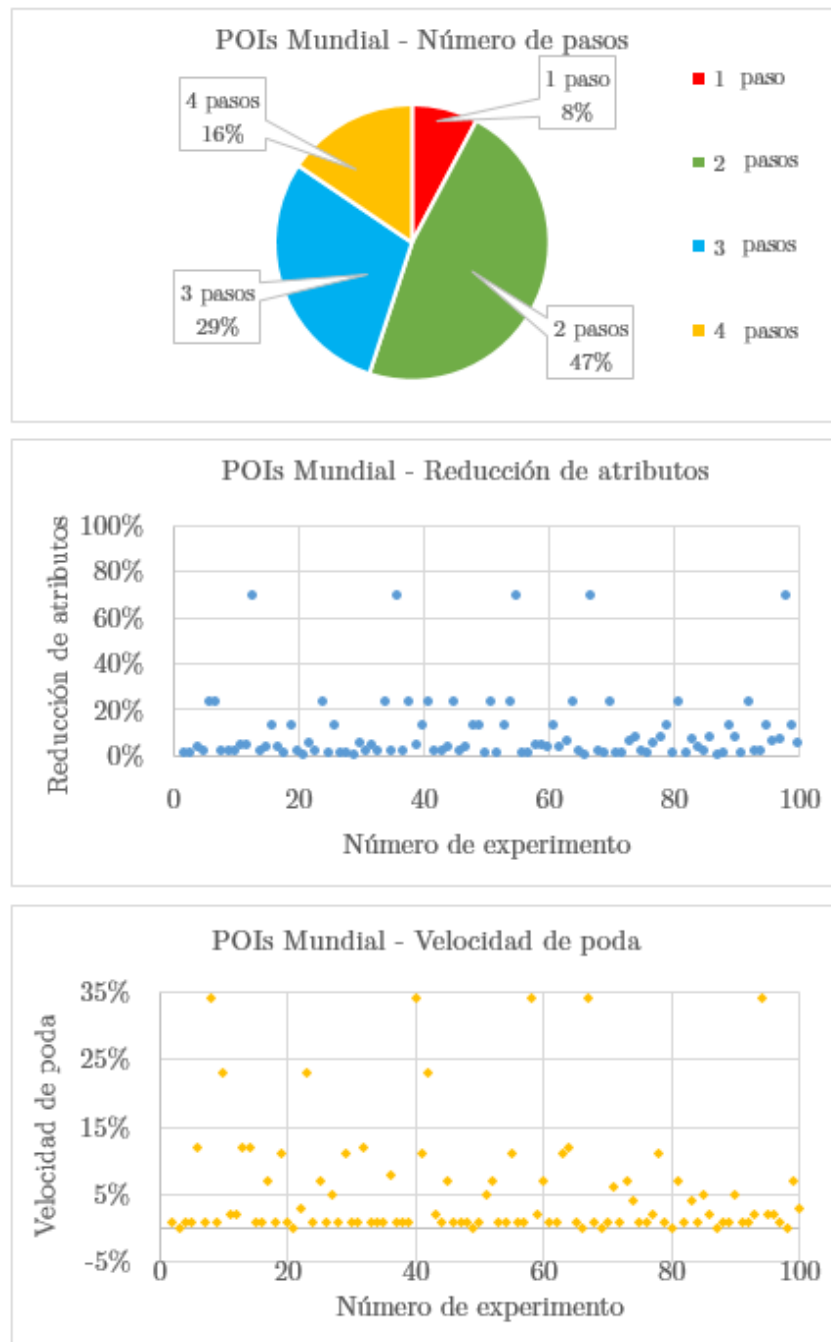 POIs Mundial - Número de pasos
1 paso
8%
4 pasos
16%
3 pasos
29%
2 pasos
47%
1 paso
2 pasos
3 pasos
4 pasos
POIs Mundial - Reducción de atributos
Reducción de atributos
100%
80%
60%
40%
20%
0%
0 20 40 60 80 100
Número de experimento
POIs Mundial - Velocidad de poda
Velocidad de poda
35%
25%
15%
5%
-5%
0 20 40 60 80 100
Número de experimento